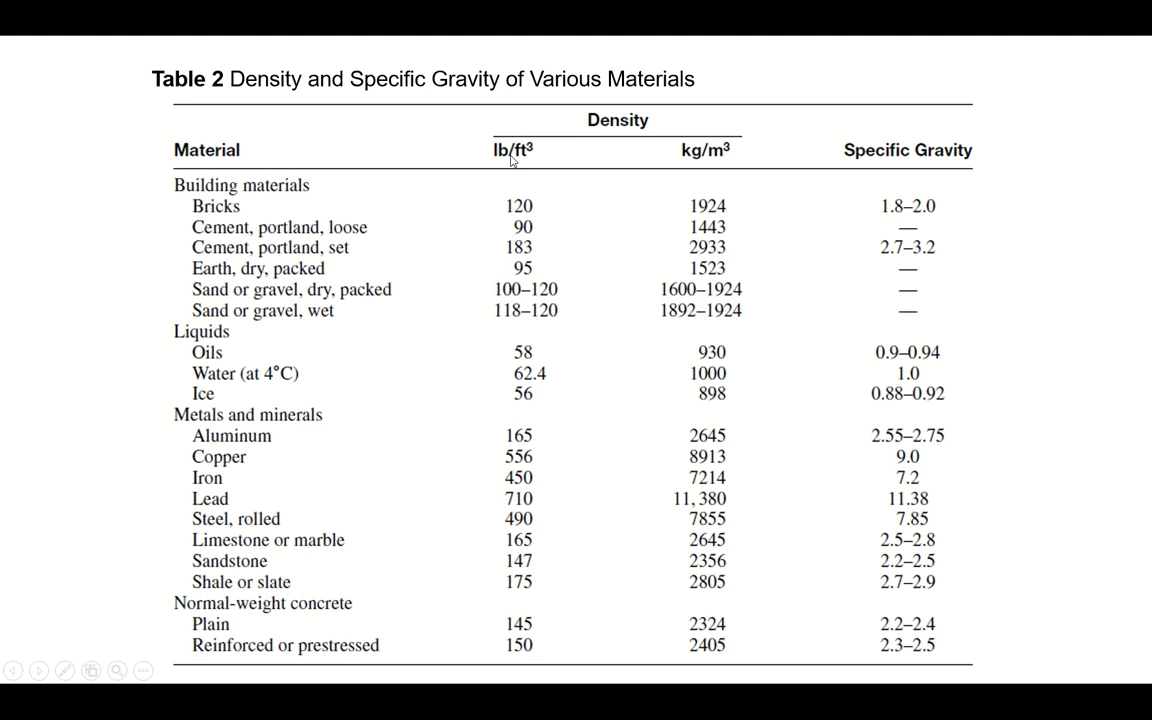 Table 2 Density and Specific Gravity of Various Materials
Density
Material lb/ft³ kg/m³ Specific Gravity
Building materials
Bricks 120 1924 1.8–2.0
Cement, portland, loose 90 1443 —
Cement, portland, set 183 2933 2.7–3.2
Earth, dry, packed 95 1523 —
Sand or gravel, dry, packed 100–120 1600–1924 —
Sand or gravel, wet 118–120 1892–1924 —
Liquids
Oils 58 930 0.9–0.94
Water (at 4°C) 62.4 1000 1.0
Ice 56 898 0.88–0.92
Metals and minerals
Aluminum 165 2645 2.55–2.75
Copper 556 8913 9.0
Iron 450 7214 7.2
Lead 710 11,380 11.38
Steel, rolled 490 7855 7.85
Limestone or marble 165 2645 2.5–2.8
Sandstone 147 2356 2.2–2.5
Shale or slate 175 2805 2.7–2.9
Normal-weight concrete
Plain 145 2324 2.2–2.4
Reinforced or prestressed 150 2405 2.3–2.5